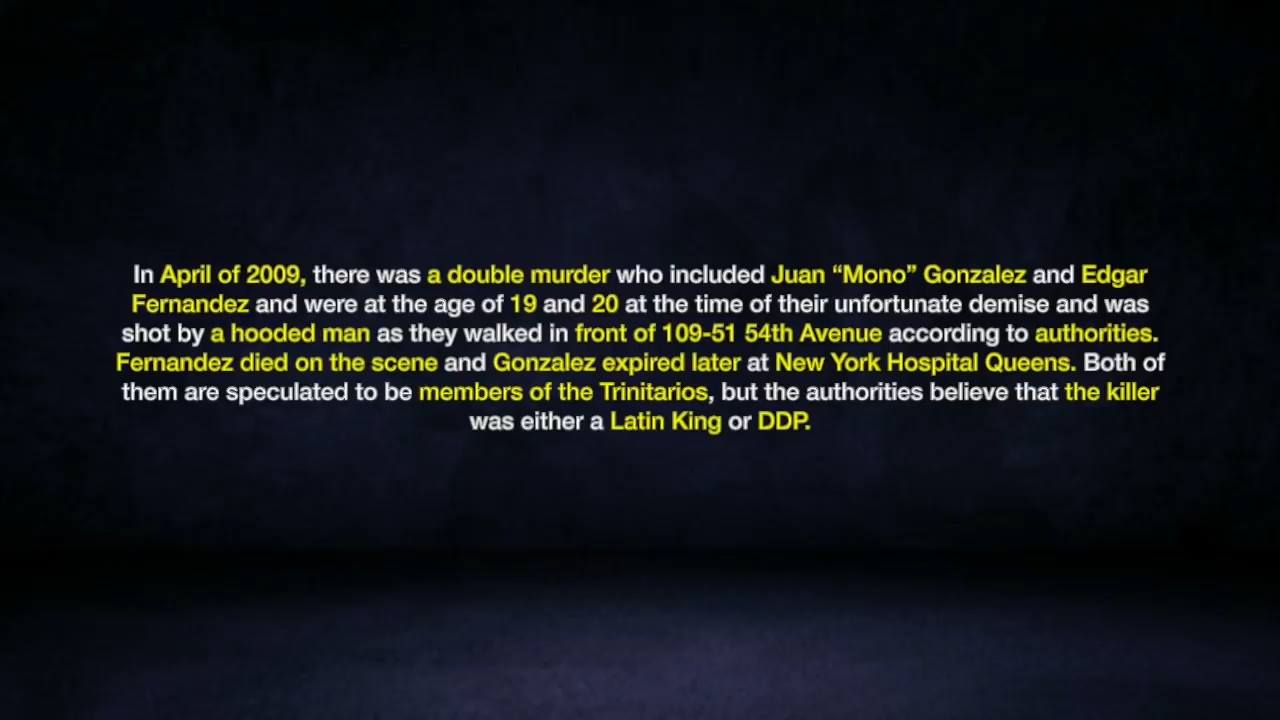 In April of 2009, there was a double murder who included Juan “Mono” Gonzalez and Edgar
Fernandez and were at the age of 19 and 20 at the time of their unfortunate demise and was
shot by a hooded man as they walked in front of 109-51 54th Avenue according to authorities.
Fernandez died on the scene and Gonzalez expired later at New York Hospital Queens. Both of
them are speculated to be members of the Trinitarios, but the authorities believe that the killer
was either a Latin King or DDP.